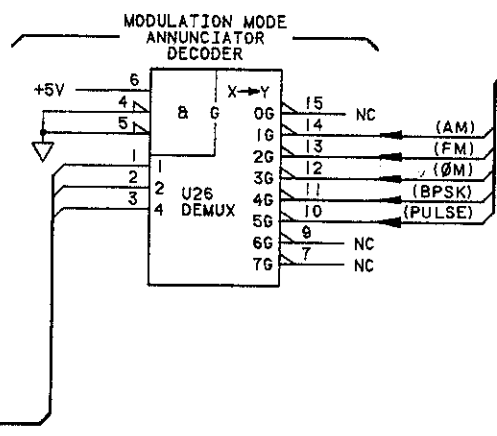 MODULATION MODE
ANNUNCIATOR
DECODER
+5V 6 & G X→Y
4
5
0G 15 NC
1G 14 (AM)
2G 13 (FM)
3G 12 (ØM)
4G 11 (BPSK)
5G 10 (PULSE)
6G 9 NC
7G 7 NC
1 1
2 2
3 4
U26
DEMUX